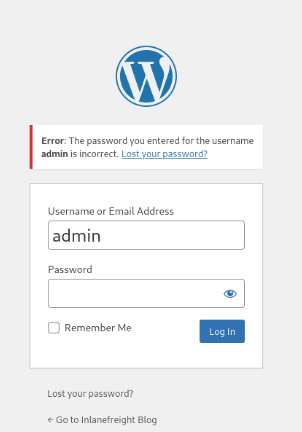 Error: The password you entered for the username
admin is incorrect. Lost your password?
Username or Email Address
admin
Password
Remember Me
Log In
Lost your password?
← Go to Inlanefreight Blog